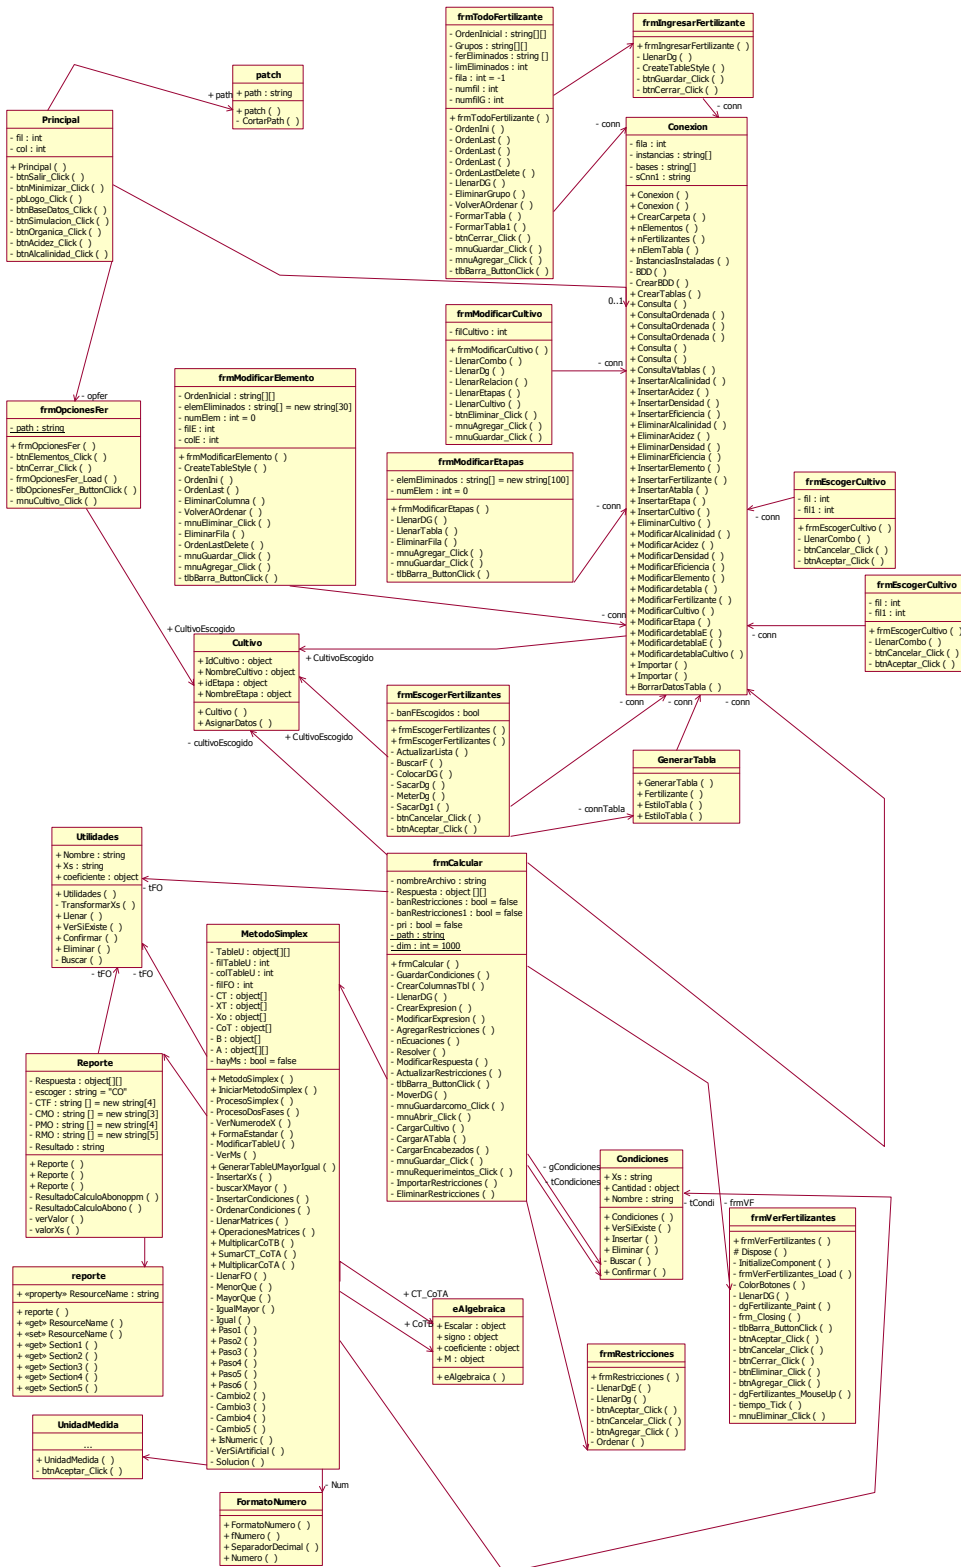 frmTodoFertilizante
- OrdenInicial : string[][]
- Grupos : string[][]
- ferEliminados : string []
- limEliminados : int
- fila : int = -1
- numfil : int
- numfilG : int
+ frmTodoFertilizante ( )
- OrdenIni ( )
- OrdenLast ( )
- OrdenLast ( )
- OrdenLast ( )
- OrdenLastDelete ( )
- LlenarDG ( )
- EliminarGrupo ( )
- VolverAOrdenar ( )
- FormarTabla ( )
- FormarTabla1 ( )
- btnCerrar_Click ( )
- mnuGuardar_Click ( )
- mnuAgregar_Click ( )
- tlbBarra_ButtonClick ( )
frmIngresarFertilizante
+ frmIngresarFertilizante ( )
- LlenarDg ( )
- CreateTableStyle ( )
- btnGuardar_Click ( )
- btnCerrar_Click ( )
- conn
- conn
patch
+ path : string
+ patch ( )
- CortarPath ( )
+ path
Principal
- fil : int
- col : int
+ Principal ( )
- btnSalir_Click ( )
- btnMinimizar_Click ( )
- pbLogo_Click ( )
- btnBaseDatos_Click ( )
- btnSimulacion_Click ( )
- btnOrganica_Click ( )
- btnAcidez_Click ( )
- btnAlcalinidad_Click ( )
Conexion
- fila : int
- instancias : string[]
- bases : string[]
- sCnn1 : string
+ Conexion ( )
+ Conexion ( )
+ CrearCarpeta ( )
+ nElementos ( )
+ nFertilizantes ( )
+ nElemTabla ( )
- InstanciasInstaladas ( )
- BDD ( )
- CrearBDD ( )
+ CrearTablas ( )
+ Consulta ( )
+ ConsultaOrdenada ( )
+ ConsultaOrdenada ( )
+ ConsultaOrdenada ( )
+ Consulta ( )
+ Consulta ( )
+ ConsultaVtablas ( )
+ InsertarAlcalinidad ( )
+ InsertarAcidez ( )
+ InsertarDensidad ( )
+ InsertarEficiencia ( )
+ EliminarAlcalinidad ( )
+ EliminarAcidez ( )
+ EliminarDensidad ( )
+ EliminarEficiencia ( )
+ InsertarElemento ( )
+ InsertarFertilizante ( )
+ InsertarAtabla ( )
+ InsertarEtapa ( )
+ InsertarCultivo ( )
+ EliminarCultivo ( )
+ ModificarAlcalinidad ( )
+ ModificarAcidez ( )
+ ModificarDensidad ( )
+ ModificarEficiencia ( )
+ ModificarElemento ( )
+ Modificardetabla ( )
+ ModificarFertilizante ( )
+ ModificarCultivo ( )
+ ModificarEtapa ( )
+ ModificardetablaE ( )
+ ModificardetablaE ( )
+ ModificardetablaCultivo ( )
+ Importar ( )
+ Importar ( )
+ BorrarDatosTabla ( )
0..1
frmModificarCultivo
- filCultivo : int
+ frmModificarCultivo ( )
- LlenarCombo ( )
- LlenarDg ( )
- LlenarRelacion ( )
- LlenarEtapas ( )
- LlenarCultivo ( )
- btnEliminar_Click ( )
- mnuAgregar_Click ( )
- mnuGuardar_Click ( )
- conn
- opfer
frmModificarElemento
- OrdenInicial : string[][]
- elemEliminados : string[] = new string[30]
- numElem : int = 0
- filE : int
- colE : int
+ frmModificarElemento ( )
- CreateTableStyle ( )
- OrdenIni ( )
- OrdenLast ( )
- EliminarColumna ( )
- VolverAOrdenar ( )
- mnuEliminar_Click ( )
- EliminarFila ( )
- OrdenLastDelete ( )
- mnuGuardar_Click ( )
- mnuAgregar_Click ( )
- tlbBarra_ButtonClick ( )
frmOpcionesFer
- path : string
+ frmOpcionesFer ( )
- btnElementos_Click ( )
- btnCerrar_Click ( )
- frmOpcionesFer_Load ( )
- tlbOpcionesFer_ButtonClick ( )
- mnuCultivo_Click ( )
frmModificarEtapas
- elemEliminados : string[] = new string[100]
- numElem : int = 0
+ frmModificarEtapas ( )
- LlenarDG ( )
- LlenarTabla ( )
- EliminarFila ( )
- mnuAgregar_Click ( )
- mnuGuardar_Click ( )
- tlbBarra_ButtonClick ( )
- conn
frmEscogerCultivo
- fil : int
- fil1 : int
+ frmEscogerCultivo ( )
- LlenarCombo ( )
- btnCancelar_Click ( )
- btnAceptar_Click ( )
- conn
frmEscogerCultivo
- fil : int
- fil1 : int
+ frmEscogerCultivo ( )
- LlenarCombo ( )
- btnCancelar_Click ( )
- btnAceptar_Click ( )
- conn
- conn
+ CultivoEscogido
Cultivo
+ IdCultivo : object
+ NombreCultivo : object
+ idEtapa : object
+ NombreEtapa : object
+ Cultivo ( )
+ AsignarDatos ( )
+ CultivoEscogido
+ CultivoEscogido
- cultivoEscogido
frmEscogerFertilizantes
- banFEscogidos : bool
+ frmEscogerFertilizantes ( )
+ frmEscogerFertilizantes ( )
- ActualizarLista ( )
- BuscarF ( )
- ColocarDG ( )
- SacarDg ( )
- MeterDg ( )
- SacarDg1 ( )
- btnCancelar_Click ( )
- btnAceptar_Click ( )
- conn
- conn
- conn
GenerarTabla
+ GenerarTabla ( )
+ Fertilizante ( )
+ EstiloTabla ( )
+ EstiloTabla ( )
- connTabla
Utilidades
+ Nombre : string
+ Xs : string
+ coeficiente : object
+ Utilidades ( )
- TransformarXs ( )
+ Llenar ( )
+ VerSiExiste ( )
+ Confirmar ( )
+ Eliminar ( )
- Buscar ( )
- tFO
- tFO
- tFO
frmCalcular
- nombreArchivo : string
- Respuesta : object [][]
- banRestricciones : bool = false
- banRestricciones1 : bool = false
- pri : bool = false
- path : string
- dim : int = 1000
+ frmCalcular ( )
- GuardarCondiciones ( )
- CrearColumnasTbl ( )
- LlenarDG ( )
- CrearExpresion ( )
- ModificarExpresion ( )
- AgregarRestricciones ( )
- nEcuaciones ( )
- Resolver ( )
- ModificarRespuesta ( )
- ActualizarRestricciones ( )
- tlbBarra_ButtonClick ( )
- MoverDG ( )
- mnuGuardarcomo_Click ( )
- mnuAbrir_Click ( )
- CargarCultivo ( )
- CargarATabla ( )
- CargarEncabezados ( )
- mnuGuardar_Click ( )
- mnuRequerimeintos_Click ( )
- ImportarRestricciones ( )
- EliminarRestricciones ( )
MetodoSimplex
- TableU : object[][]
- filTableU : int
- colTableU : int
- filFO : int
- CT : object[]
- XT : object[]
- Xo : object[]
- CoT : object[]
- B : object[]
- A : object[][]
- hayMs : bool = false
+ MetodoSimplex ( )
+ IniciarMetodoSimplex ( )
- ProcesoSimplex ( )
- ProcesoDosFases ( )
- VerNumerodeX ( )
+ FormaEstandar ( )
- ModificarTableU ( )
- VerMs ( )
+ GenerarTableUMayorIgual ( )
- InsertarXs ( )
- buscarXMayor ( )
- InsertarCondiciones ( )
- OrdenarCondiciones ( )
- LlenarMatrices ( )
+ OperacionesMatrices ( )
+ MultiplicarCoTB ( )
+ SumarCT_CoTA ( )
+ MultiplicarCoTA ( )
- LlenarFO ( )
- MenorQue ( )
- MayorQue ( )
- IgualMayor ( )
- Igual ( )
+ Paso1 ( )
+ Paso2 ( )
+ Paso3 ( )
+ Paso4 ( )
+ Paso5 ( )
+ Paso6 ( )
- Cambio2 ( )
- Cambio3 ( )
- Cambio4 ( )
- Cambio5 ( )
+ IsNumeric ( )
- VerSiArtificial ( )
- Solucion ( )
Reporte
- Respuesta : object[][]
- escoger : string = "CO"
- CTF : string [] = new string[4]
- CMO : string [] = new string[3]
- PMO : string [] = new string[4]
- RMO : string [] = new string[5]
- Resultado : string
+ Reporte ( )
+ Reporte ( )
+ Reporte ( )
- ResultadoCalculoAbonoppm ( )
- ResultadoCalculoAbono ( )
- verValor ( )
- valorXs ( )
reporte
+ «property» ResourceName : string
+ reporte ( )
+ «get» ResourceName ( )
+ «set» ResourceName ( )
+ «get» Section1 ( )
+ «get» Section2 ( )
+ «get» Section3 ( )
+ «get» Section4 ( )
+ «get» Section5 ( )
- gCondiciones
- tCondiciones
Condiciones
+ Xs : string
+ Cantidad : object
+ Nombre : string
+ Condiciones ( )
+ VerSiExiste ( )
+ Insertar ( )
+ Eliminar ( )
- Buscar ( )
+ Confirmar ( )
- tCondi
- frmVF
frmVerFertilizantes
+ frmVerFertilizantes ( )
# Dispose ( )
- InitializeComponent ( )
- frmVerFertilizantes_Load ( )
- ColorBotones ( )
- LlenarDG ( )
- dgFertilizante_Paint ( )
- frm_Closing ( )
- tlbBarra_ButtonClick ( )
- btnAceptar_Click ( )
- btnCancelar_Click ( )
- btnCerrar_Click ( )
- btnEliminar_Click ( )
- btnAgregar_Click ( )
- dgFertilizantes_MouseUp ( )
- tiempo_Tick ( )
- mnuEliminar_Click ( )
+ CT_CoTA
+ CoTB
eAlgebraica
+ Escalar : object
+ signo : object
+ coeficiente : object
+ M : object
+ eAlgebraica ( )
frmRestricciones
+ frmRestricciones ( )
- LlenarDgE ( )
- LlenarDg ( )
- btnAceptar_Click ( )
- btnCancelar_Click ( )
- btnAgregar_Click ( )
- Ordenar ( )
UnidadMedida
...
+ UnidadMedida ( )
- btnAceptar_Click ( )
- Num
FormatoNumero
+ FormatoNumero ( )
+ fNumero ( )
+ SeparadorDecimal ( )
+ Numero ( )